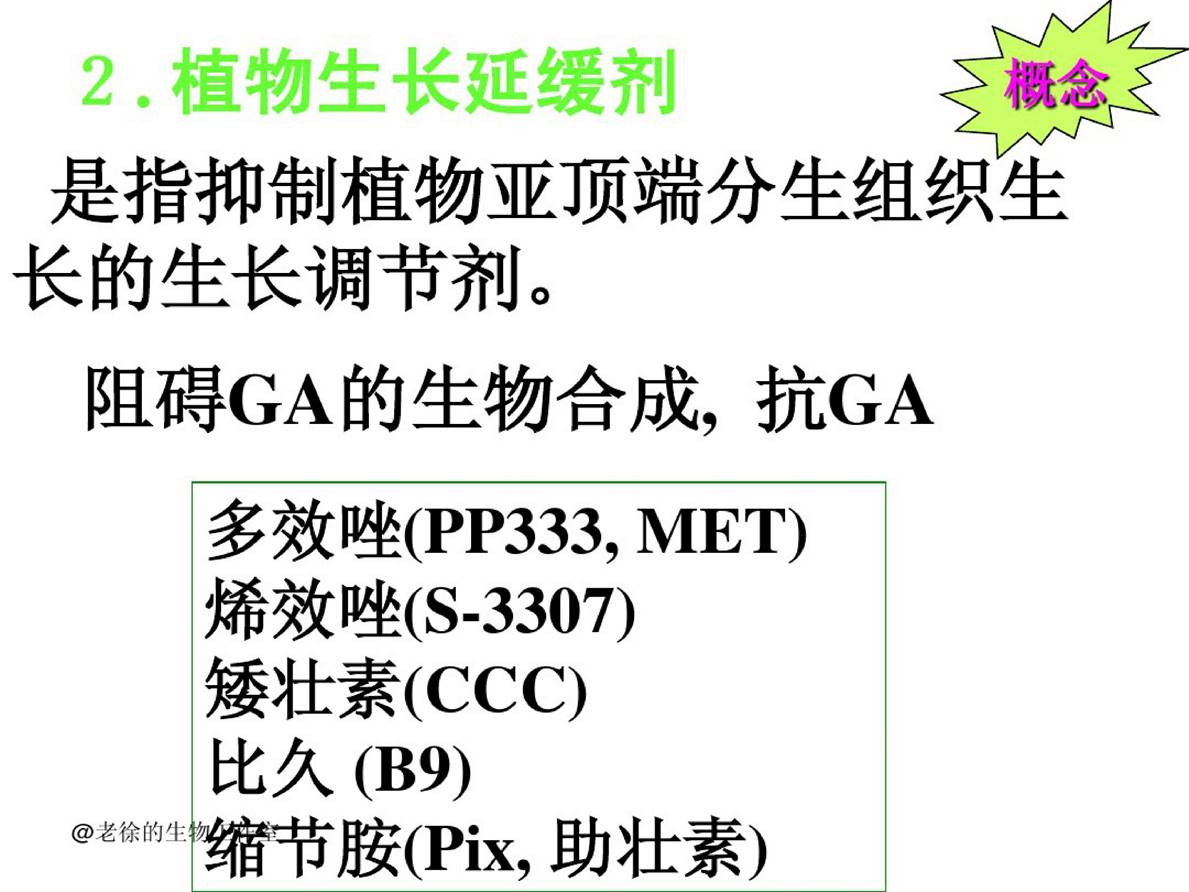 2.植物生长延缓剂
概念
是指抑制植物亚顶端分生组织生
长的生长调节剂。
阻碍GA的生物合成, 抗GA
多效唑(PP333, MET)
烯效唑(S-3307)
矮壮素(CCC)
比久 (B9)
缩节胺(Pix, 助壮素)
@老徐的生物工作室